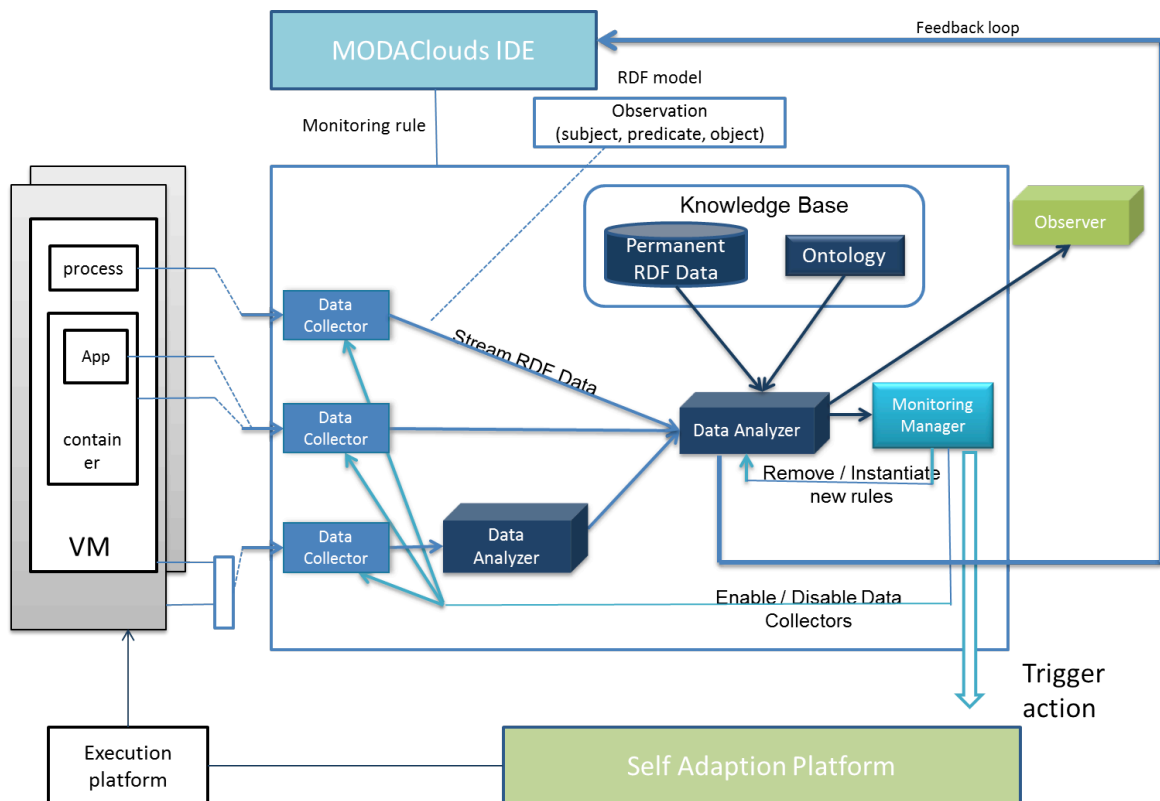 MODAClouds IDE
Feedback loop
RDF model
Observation
(subject, predicate, object)
Monitoring rule
Knowledge Base
Permanent
RDF Data
Ontology
Observer
process
App
contain
er
VM
Data
Collector
Stream RDF Data
Data
Collector
Data Analyzer
Monitoring
Manager
Remove / Instantiate
new rules
Data
Collector
Data
Analyzer
Enable / Disable Data
Collectors
Trigger
action
Execution
platform
Self Adaption Platform